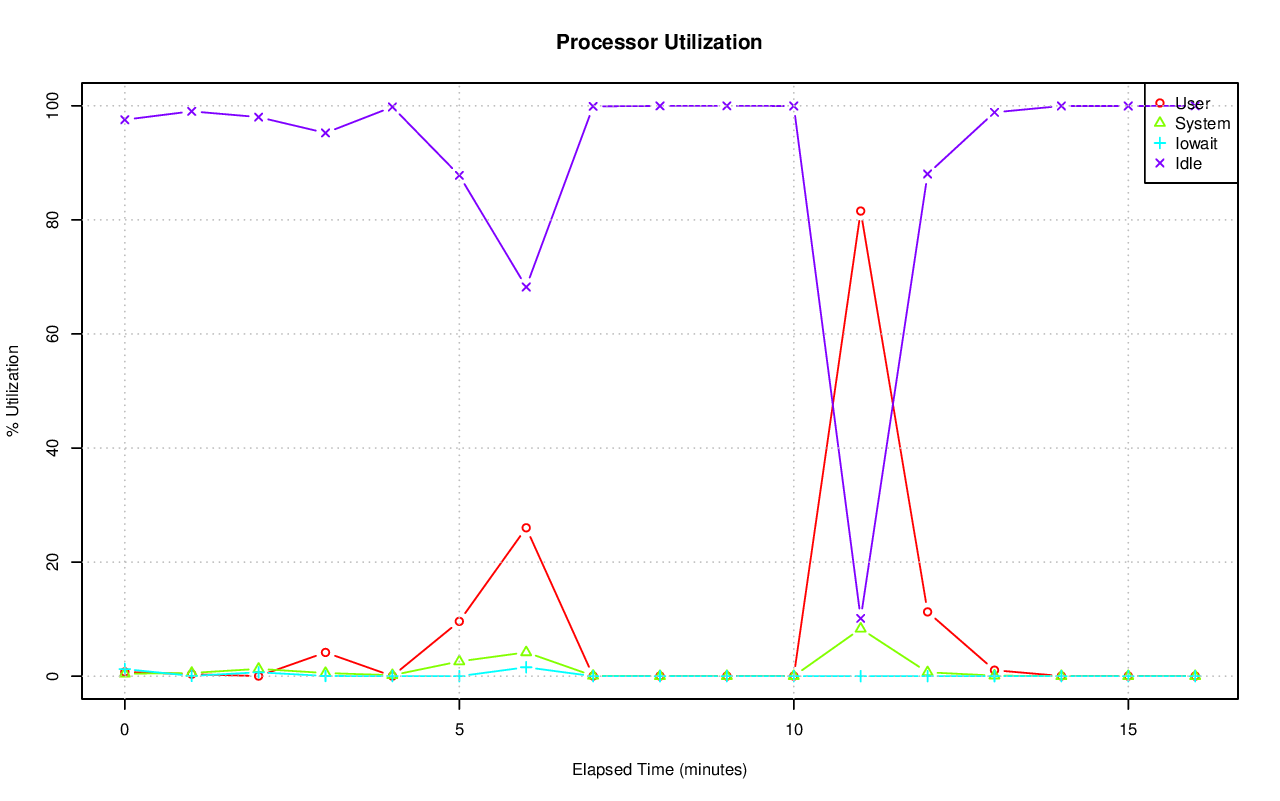 Processor Utilization
User
System
Iowait
Idle
% Utilization
100
80
60
40
20
0
0 5 10 15
Elapsed Time (minutes)